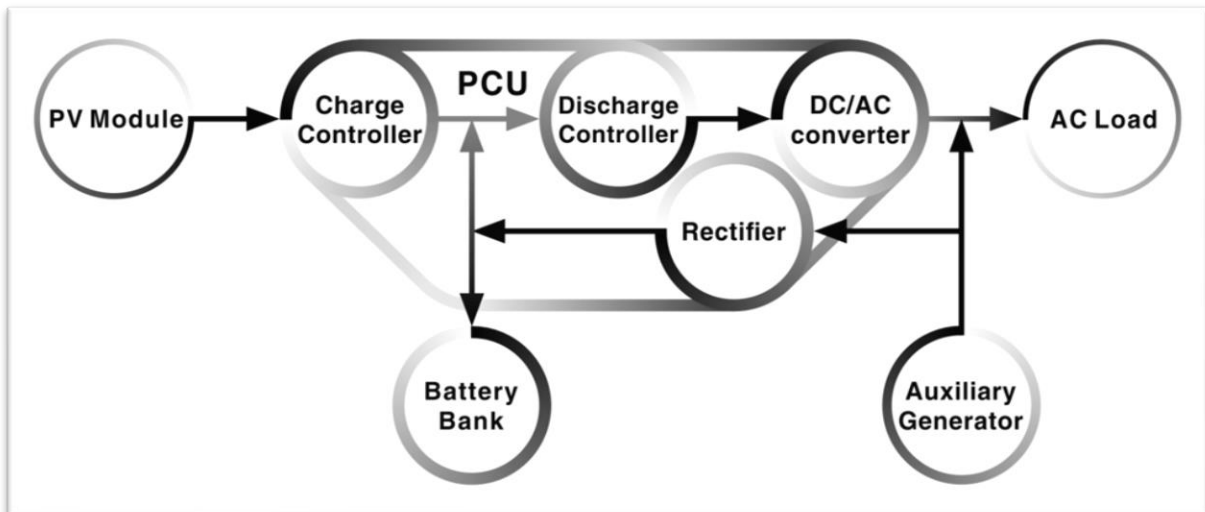 PV Module
Charge
Controller
PCU
Discharge
Controller
DC/AC
converter
AC Load
Rectifier
Battery
Bank
Auxiliary
Generator